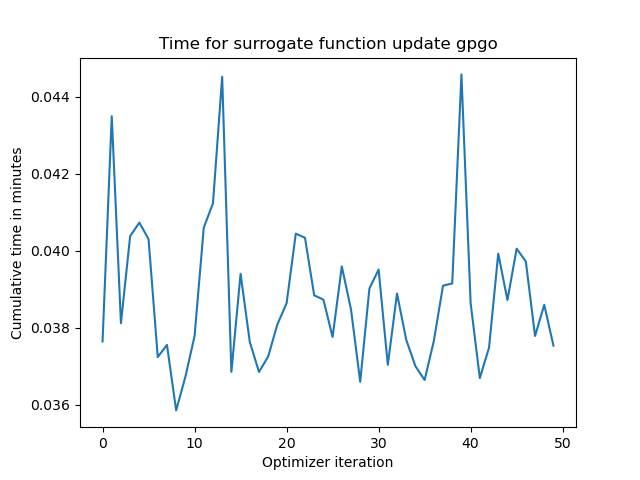 Time for surrogate function update gpgo
Cumulative time in minutes
0.044
0.042
0.040
0.038
0.036
0 10 20 30 40 50
Optimizer iteration